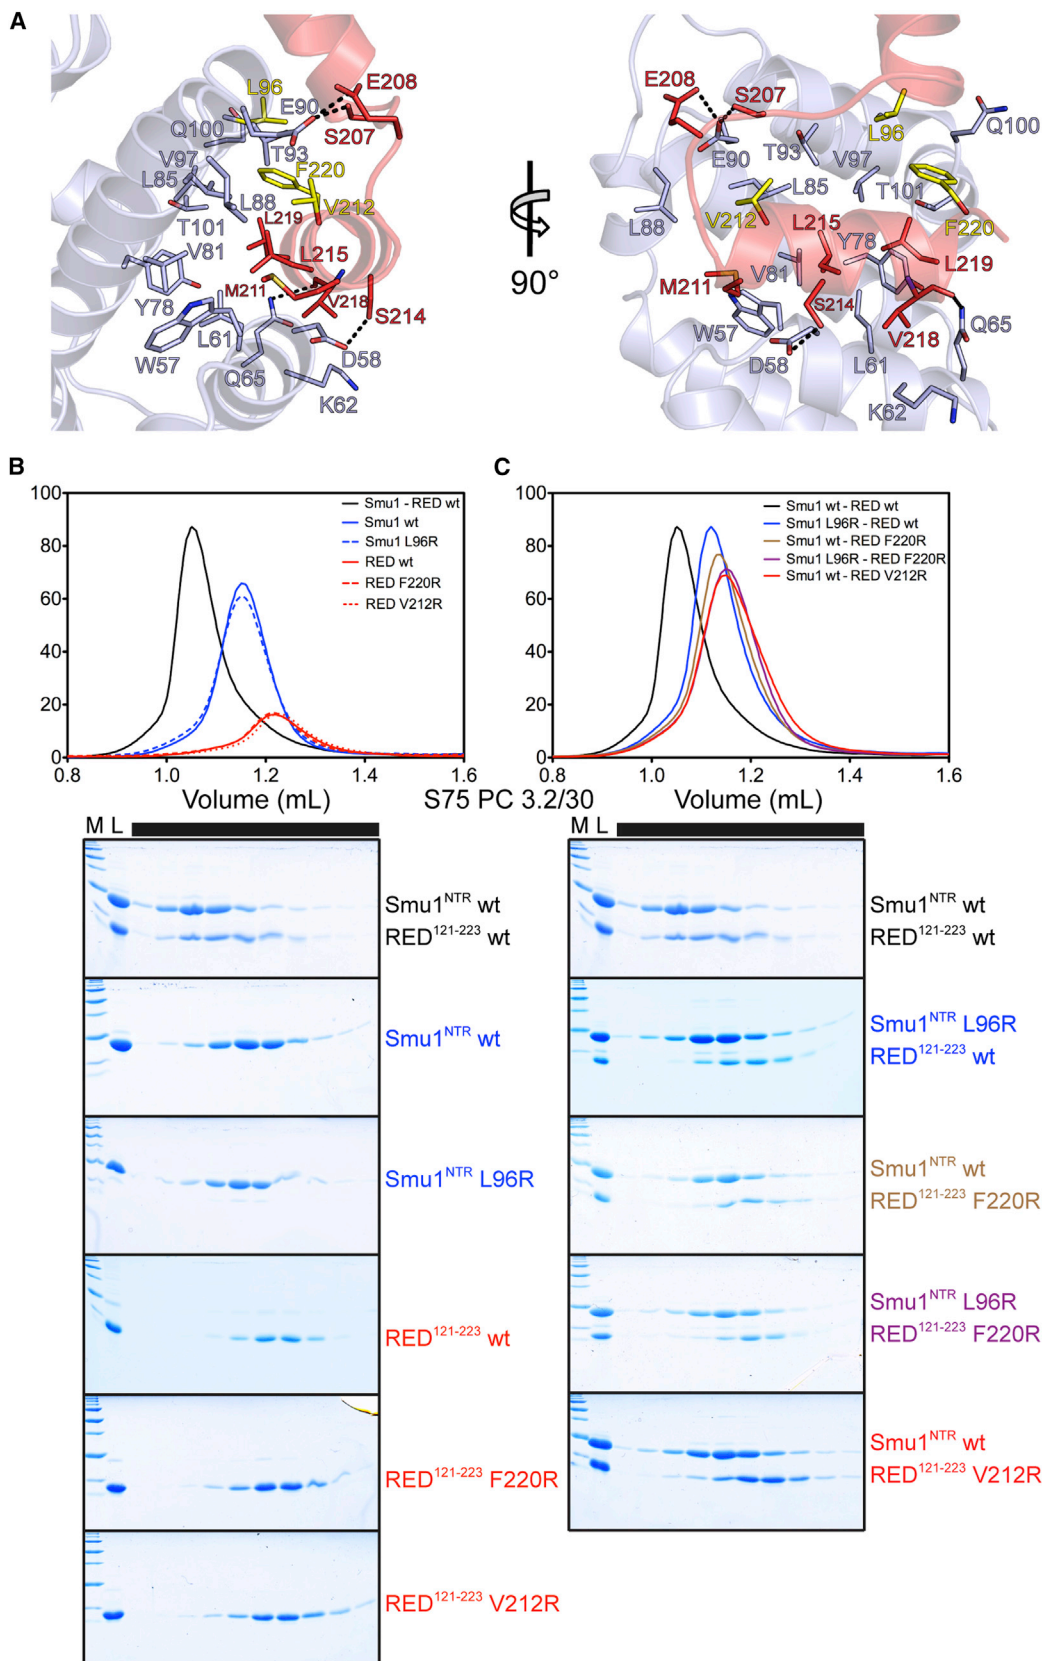 A
L96
E90
E208
Q100
S207
T93
V97
F220
L85
L88
V212
T101
L219
V81
L215
M211
V218
Y78
S214
L61
W57
D58
Q65
K62
90°
E208
S207
L96
Q100
E90
T93
V97
L85
T101
V212
L88
L215
Y78
F220
L219
V81
M211
S214
Q65
W57
V218
D58
L61
K62
B
100
80
60
40
20
0
0.8
1.0
1.2
1.4
1.6
Smu1 - RED wt
Smu1 wt
Smu1 L96R
RED wt
RED F220R
RED V212R
Volume (mL)
S75 PC 3.2/30
C
100
80
60
40
20
0
0.8
1.0
1.2
1.4
1.6
Smu1 wt - RED wt
Smu1 L96R - RED wt
Smu1 wt - RED F220R
Smu1 L96R - RED F220R
Smu1 wt - RED V212R
Volume (mL)
M L
Smu1NTR wt
RED121-223 wt
Smu1NTR wt
Smu1NTR L96R
RED121-223 wt
RED121-223 F220R
RED121-223 V212R
M L
Smu1NTR wt
RED121-223 wt
Smu1NTR L96R
RED121-223 wt
Smu1NTR wt
RED121-223 F220R
Smu1NTR L96R
RED121-223 F220R
Smu1NTR wt
RED121-223 V212R